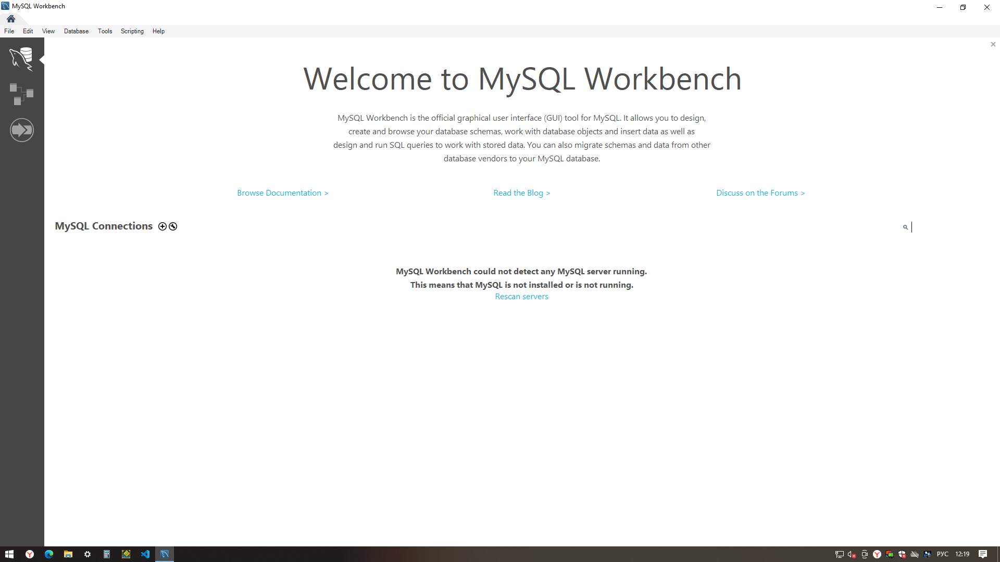 MySQL Workbench
File Edit View Database Tools Scripting Help
Welcome to MySQL Workbench
MySQL Workbench is the official graphical user interface (GUI) tool for MySQL. It allows you to design,
create and browse your database schemas, work with database objects and insert data as well as
design and run SQL queries to work with stored data. You can also migrate schemas and data from other
database vendors to your MySQL database.
Browse Documentation > Read the Blog > Discuss on the Forums >
MySQL Connections
MySQL Workbench could not detect any MySQL server running.
This means that MySQL is not installed or is not running.
Rescan servers
РУС 12:19